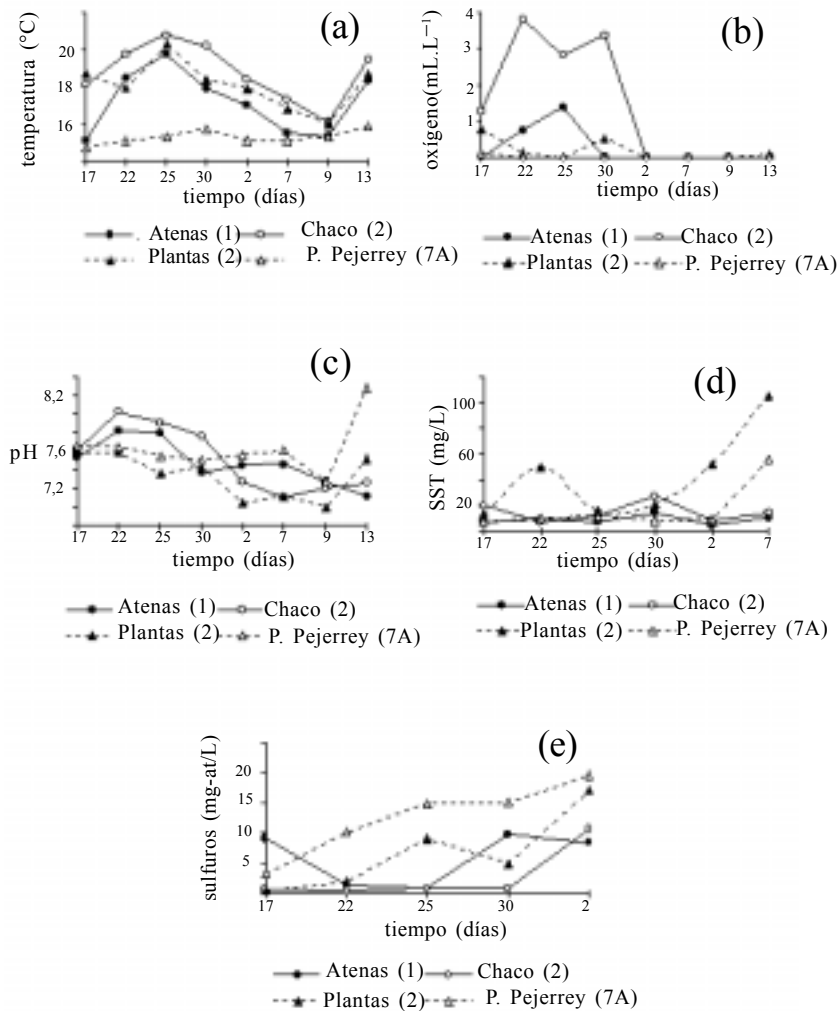 (a)
temperatura (°C)
20
18
16
17 22 25 30 2 7 9 13
tiempo (días)
Atenas (1) Chaco (2)
Plantas (2) P. Pejerrey (7A)
(b)
oxígeno(mL.L⁻¹)
4
3
2
1
17 22 25 30 2 7 9 13
tiempo (días)
Atenas (1) Chaco (2)
Plantas (2) P. Pejerrey (7A)
(c)
pH
8,2
7,6
7,2
17 22 25 30 2 7 9 13
tiempo (días)
Atenas (1) Chaco (2)
Plantas (2) P. Pejerrey (7A)
(d)
SST (mg/L)
100
60
20
17 22 25 30 2 7
tiempo (días)
Atenas (1) Chaco (2)
Plantas (2) P. Pejerrey (7A)
(e)
sulfuros (mg-at/L)
20
15
10
5
17 22 25 30 2
tiempo (días)
Atenas (1) Chaco (2)
Plantas (2) P. Pejerrey (7A)